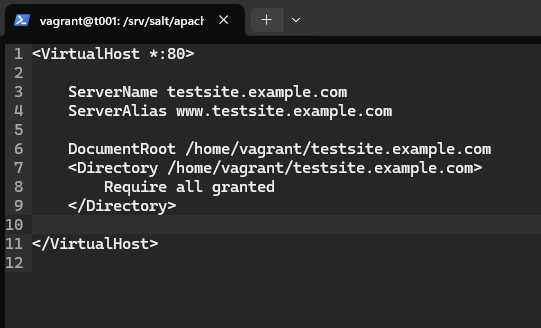 vagrant@t001: /srv/salt/apach
1 <VirtualHost *:80>
2
3 ServerName testsite.example.com
4 ServerAlias www.testsite.example.com
5
6 DocumentRoot /home/vagrant/testsite.example.com
7 <Directory /home/vagrant/testsite.example.com>
8 Require all granted
9 </Directory>
10
11 </VirtualHost>
12